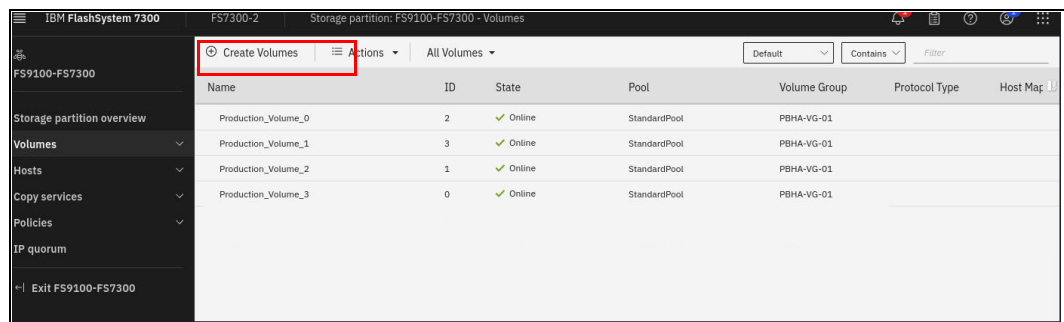 IBM FlashSystem 7300 FS7300-2 Storage partition: FS9100-FS7300 - Volumes
FS9100-FS7300
Create Volumes Actions All Volumes Default Contains Filter
Name ID State Pool Volume Group Protocol Type Host Map
Storage partition overview
Production_Volume_0 2 Online StandardPool PBHA-VG-01
Volumes
Production_Volume_1 3 Online StandardPool PBHA-VG-01
Hosts
Production_Volume_2 1 Online StandardPool PBHA-VG-01
Copy services
Production_Volume_3 0 Online StandardPool PBHA-VG-01
Policies
IP quorum
Exit FS9100-FS7300